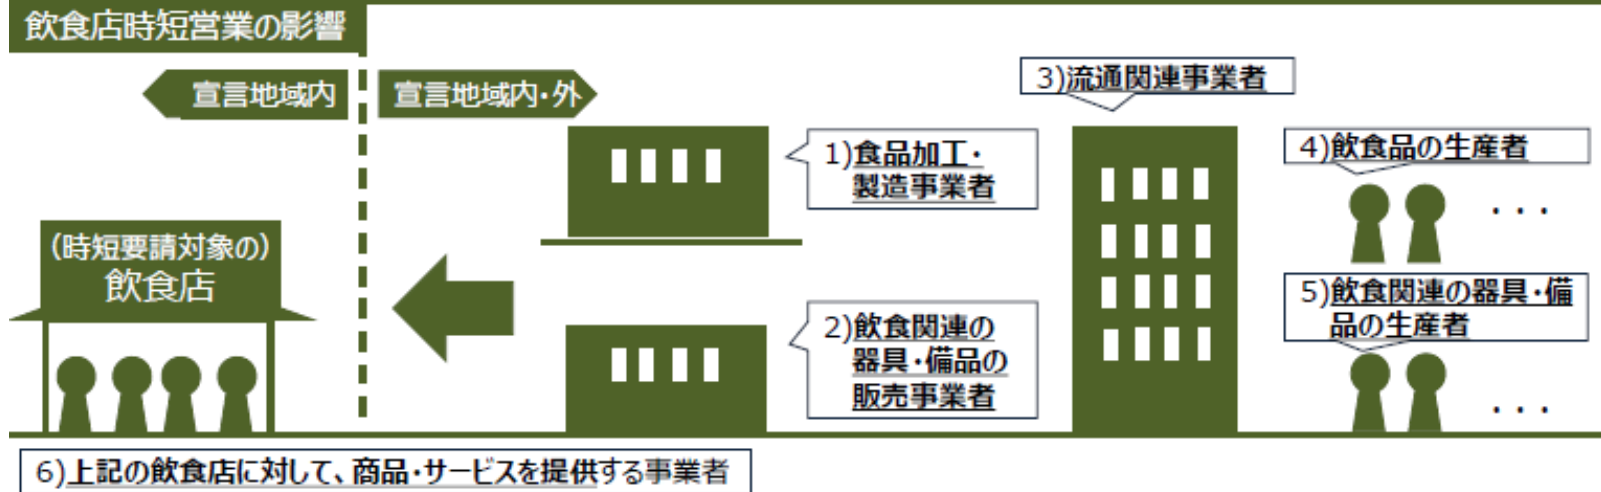 飲食店時短営業の影響
宣言地域内
宣言地域内・外
3)流通関連事業者
1)食品加工・
製造事業者
4)飲食品の生産者
・・・
(時短要請対象の)
飲食店
2)飲食関連の
器具・備品の
販売事業者
5)飲食関連の器具・備
品の生産者
・・・
6)上記の飲食店に対して、商品・サービスを提供する事業者